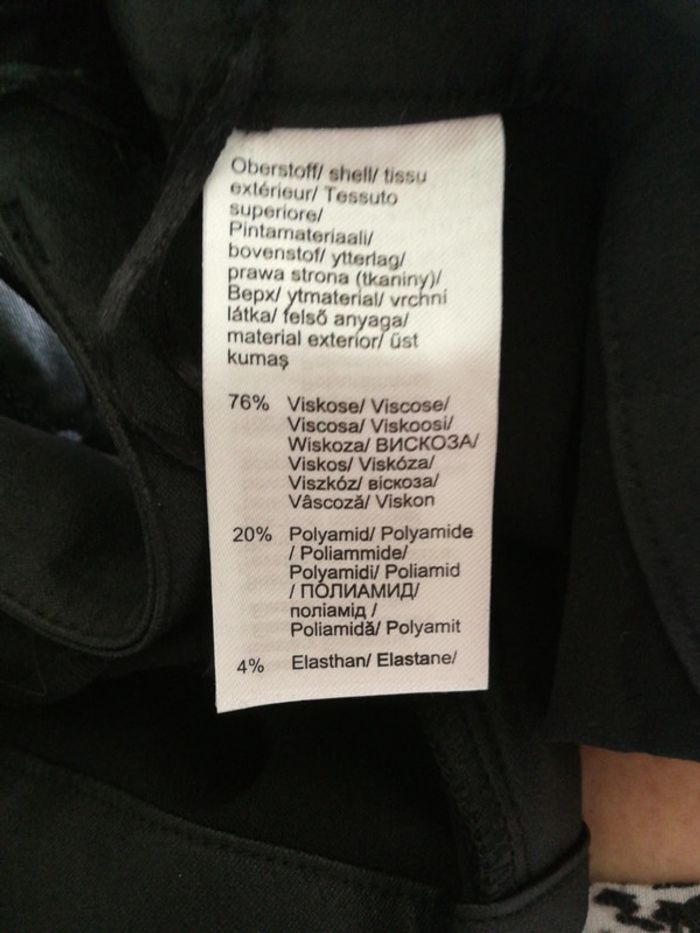 Oberstoff/ shell/ tissu
extérieur/ Tessuto
superiore/
Pintamateriaali/
bovenstof/ ytterlag/
prawa strona (tkaniny)/
Верх/ ytmaterial/ vrchní
látka/ felső anyaga/
material exterior/ üst
kumaş
76% Viskose/ Viscose/
Viscosa/ Viskoosi/
Wiskoza/ ВИСКОЗА/
Viskos/ Viskóza/
Viszkóz/ віскоза/
Vâscoză/ Viskon
20% Polyamid/ Polyamide
/ Poliammide/
Polyamidi/ Poliamid
/ ПОЛИАМИД/
поліамід /
Poliamidă/ Polyamit
4% Elasthan/ Elastane/